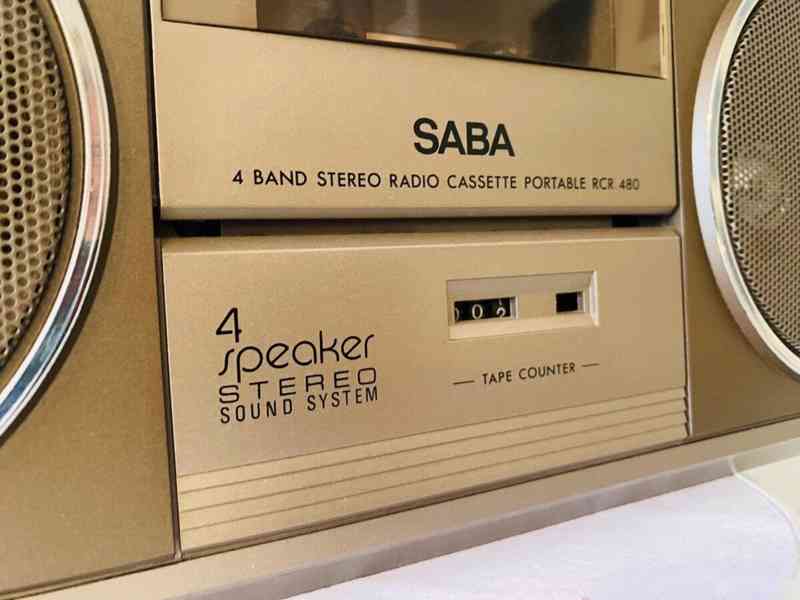 SABA
4 BAND STEREO RADIO CASSETTE PORTABLE RCR 480
4
speaker
STEREO
SOUND SYSTEM
TAPE COUNTER